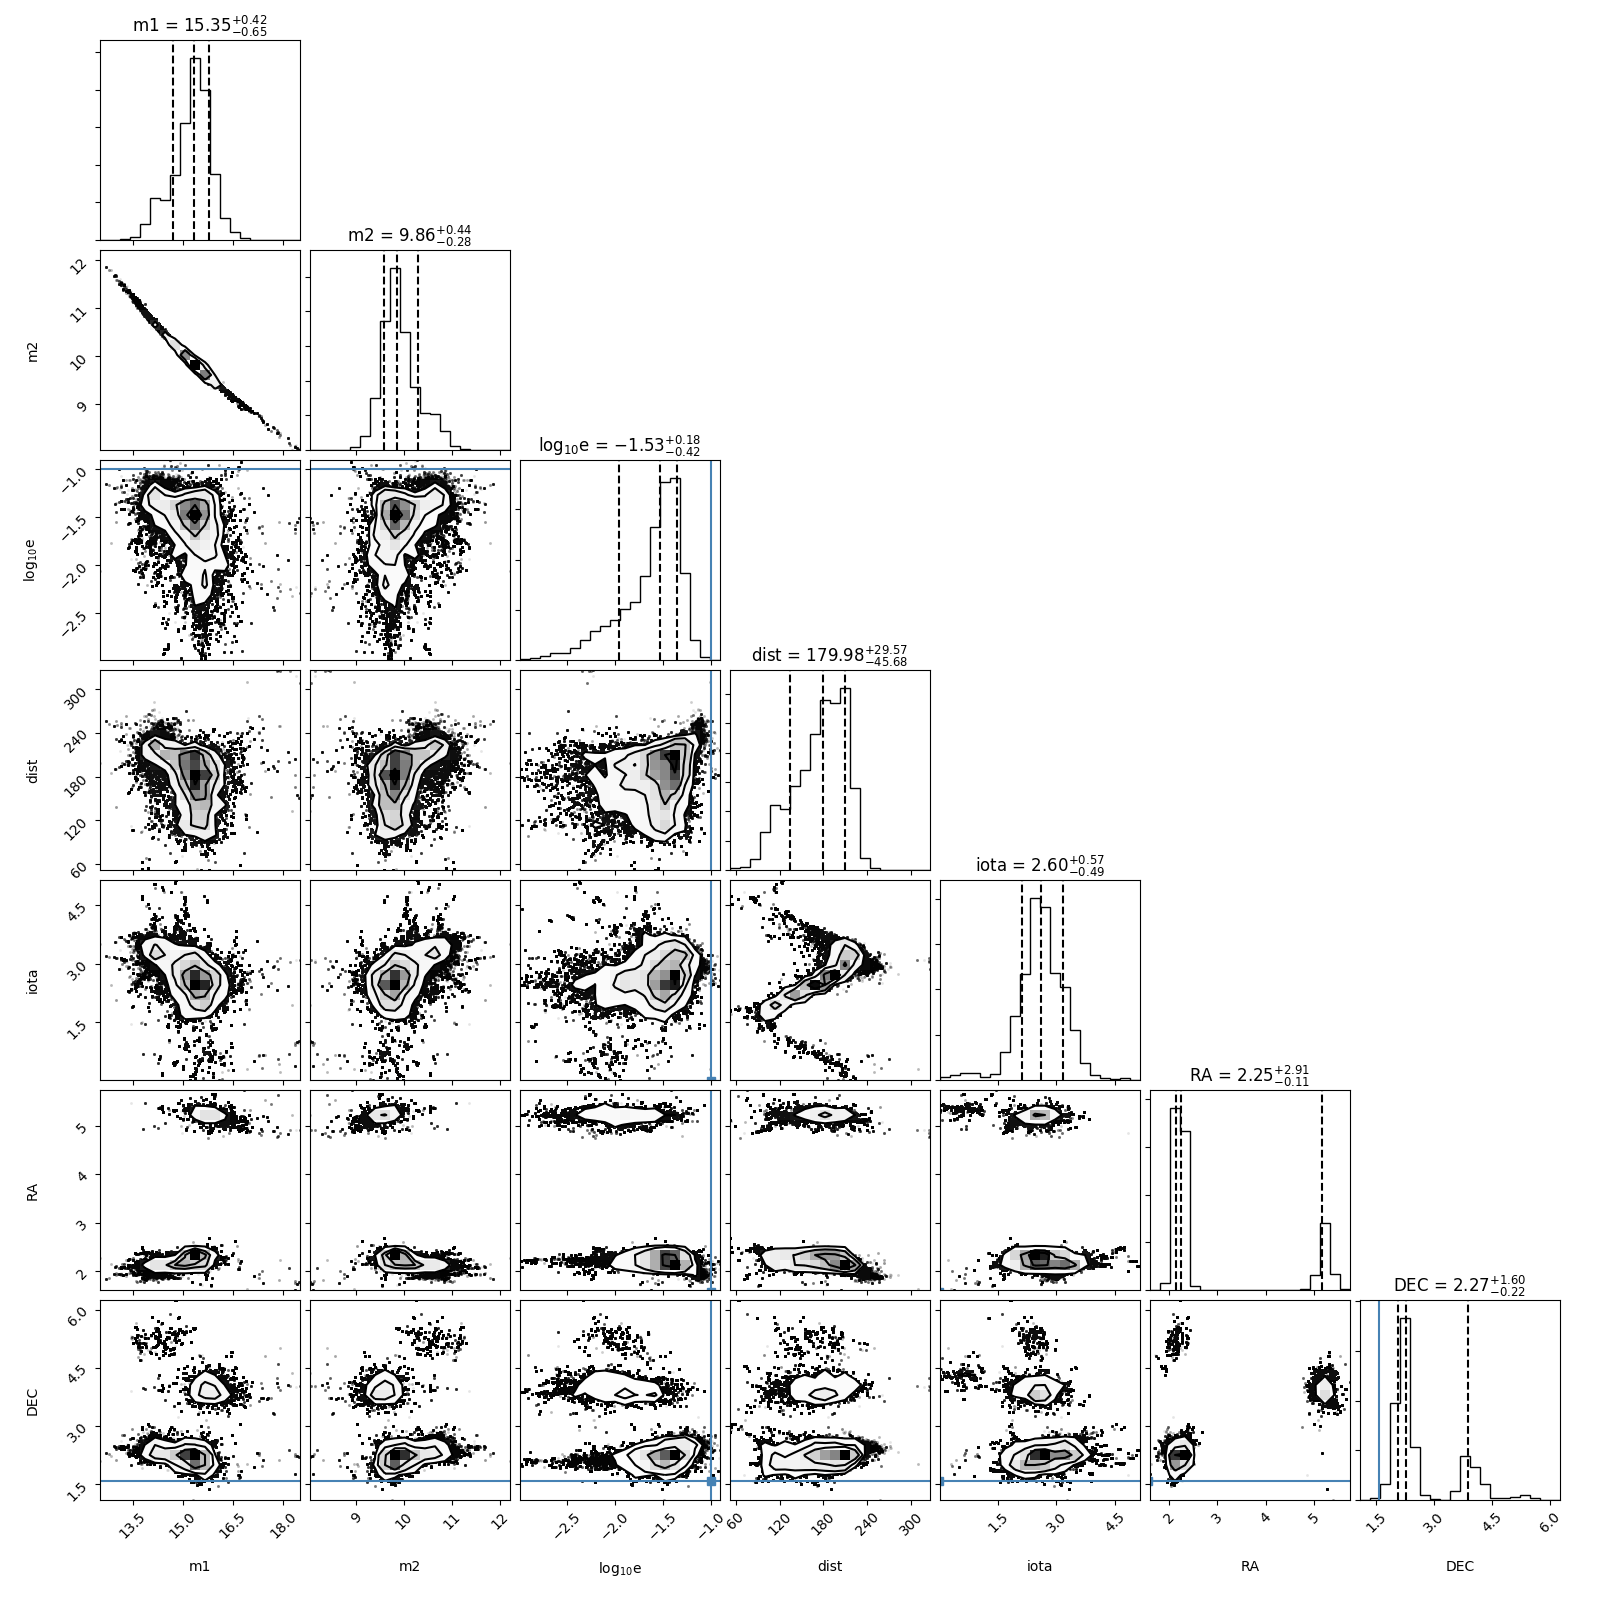 m1 = 15.35+0.42−0.65
m2 = 9.86+0.44−0.28
log10e = −1.53+0.18−0.42
dist = 179.98+29.57−45.68
iota = 2.60+0.57−0.49
RA = 2.25+2.91−0.11
DEC = 2.27+1.60−0.22
12
11
10
9
m2
−1.0
−1.5
−2.0
−2.5
log10e
300
240
180
120
60
dist
4.5
3.0
1.5
iota
5
4
3
2
RA
6.0
4.5
3.0
1.5
DEC
13.5 15.0 16.5 18.0 9 10 11 12 −2.5 −2.0 −1.5 −1.0 60 120 180 240 300 1.5 3.0 4.5 2 3 4 5 1.5 3.0 4.5 6.0
m1 m2 log10e dist iota RA DEC